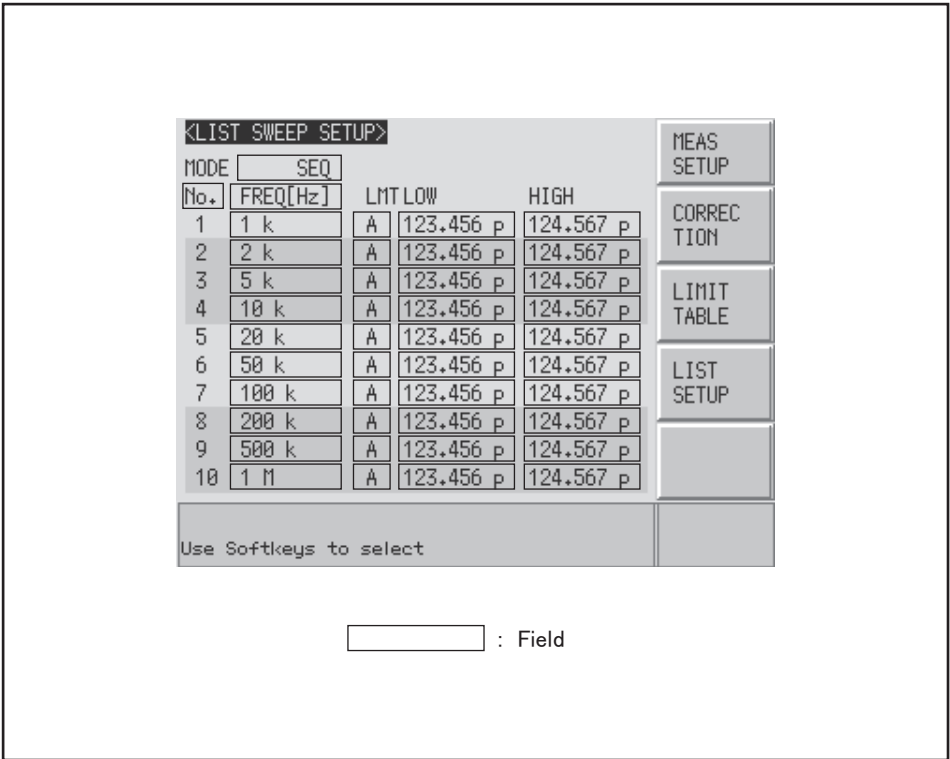 <LIST SWEEP SETUP>
MODE SEQ
No. FREQ[Hz] LMT LOW HIGH
1 1 k A 123.456 p 124.567 p
2 2 k A 123.456 p 124.567 p
3 5 k A 123.456 p 124.567 p
4 10 k A 123.456 p 124.567 p
5 20 k A 123.456 p 124.567 p
6 50 k A 123.456 p 124.567 p
7 100 k A 123.456 p 124.567 p
8 200 k A 123.456 p 124.567 p
9 500 k A 123.456 p 124.567 p
10 1 M A 123.456 p 124.567 p
MEAS
SETUP
CORREC
TION
LIMIT
TABLE
LIST
SETUP
Use Softkeys to select
: Field